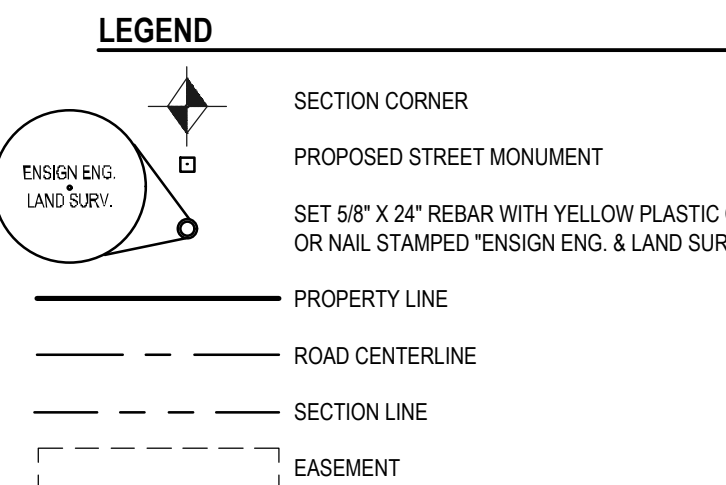 LEGEND
SECTION CORNER
ENSIGN ENG.
LAND SURV.
PROPOSED STREET MONUMENT
SET 5/8" X 24" REBAR WITH YELLOW PLASTIC
OR NAIL STAMPED "ENSIGN ENG. & LAND SUR
PROPERTY LINE
ROAD CENTERLINE
SECTION LINE
EASEMENT